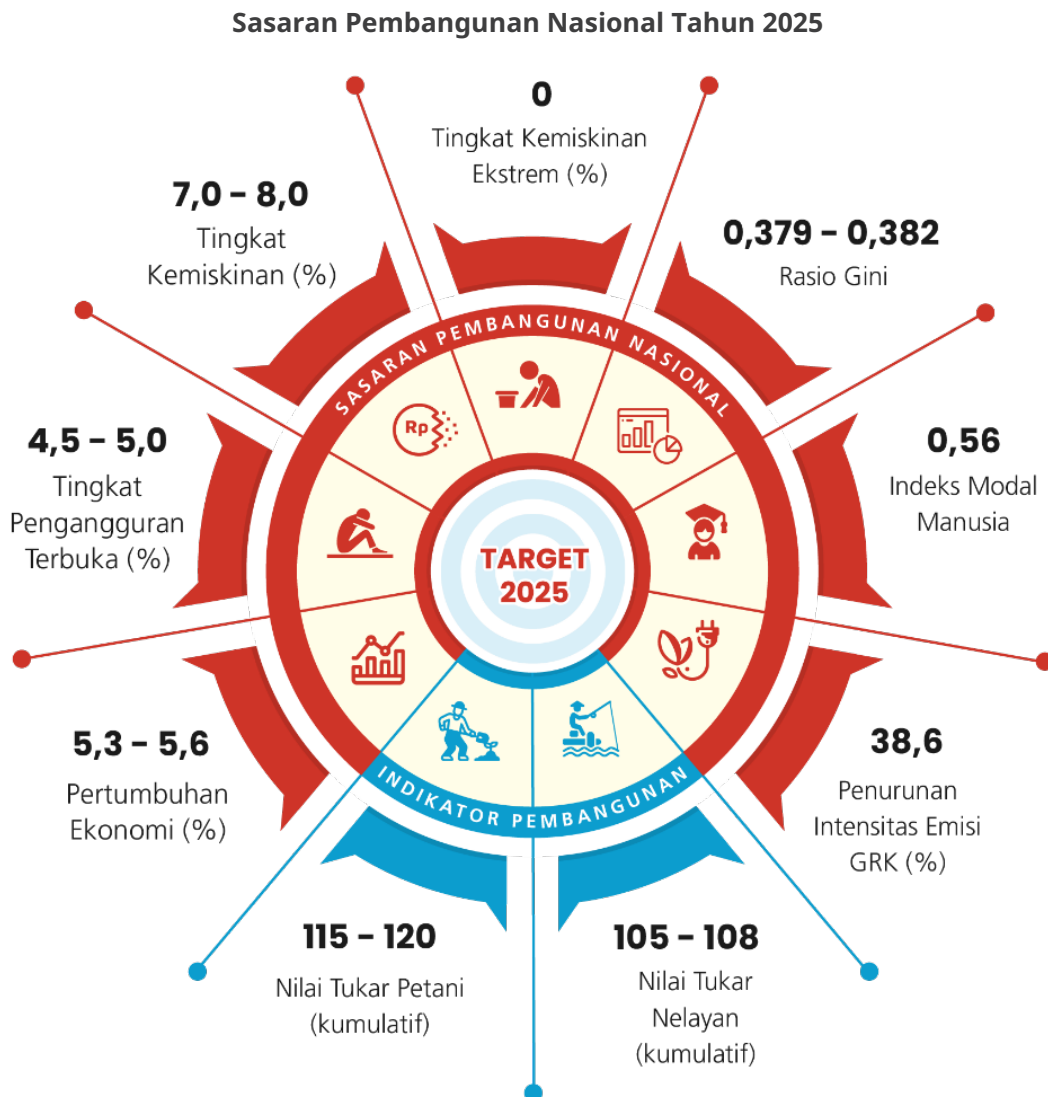 Sasaran Pembangunan Nasional Tahun 2025
0
Tingkat Kemiskinan
Ekstrem (%)
0,379 – 0,382
Rasio Gini
0,56
Indeks Modal
Manusia
38,6
Penurunan
Intensitas Emisi
GRK (%)
105 – 108
Nilai Tukar
Nelayan
(kumulatif)
115 – 120
Nilai Tukar Petani
(kumulatif)
5,3 – 5,6
Pertumbuhan
Ekonomi (%)
4,5 – 5,0
Tingkat
Pengangguran
Terbuka (%)
7,0 – 8,0
Tingkat
Kemiskinan (%)
SASARAN PEMBANGUNAN NASIONAL
Rp
TARGET
2025
INDIKATOR PEMBANGUNAN